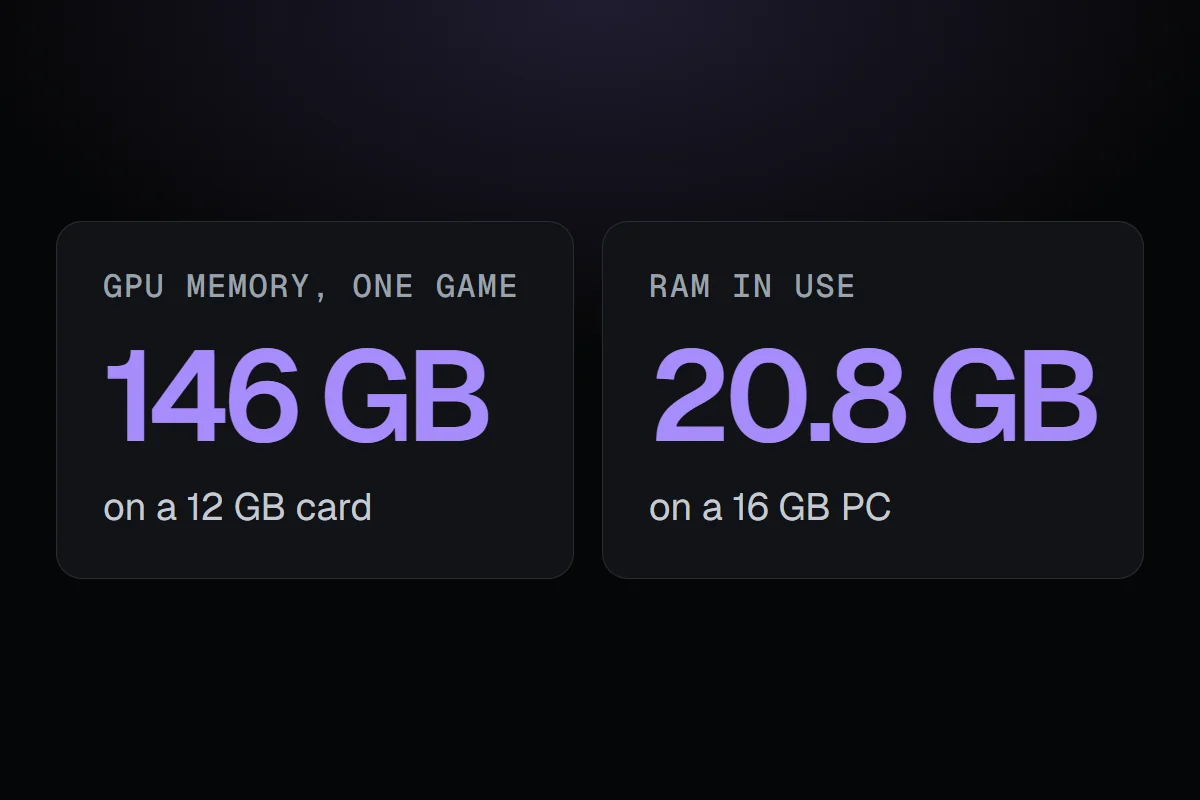 GPU MEMORY, ONE GAME
146 GB
on a 12 GB card
RAM IN USE
20.8 GB
on a 16 GB PC